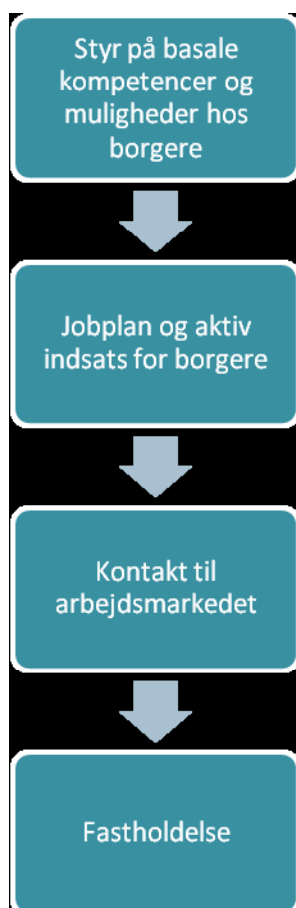 Styr på basale
kompetencer og
muligheder hos
borgere
Jobplan og aktiv
indsats for borgere
Kontakt til
arbejdsmarkedet
Fastholdelse